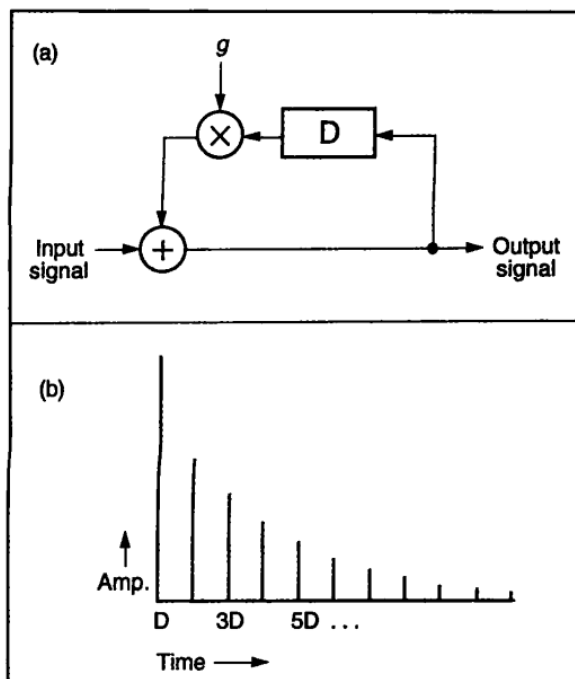 (a)
g
×
D
Input
signal
+
Output
signal
(b)
Amp.
D 3D 5D ...
Time